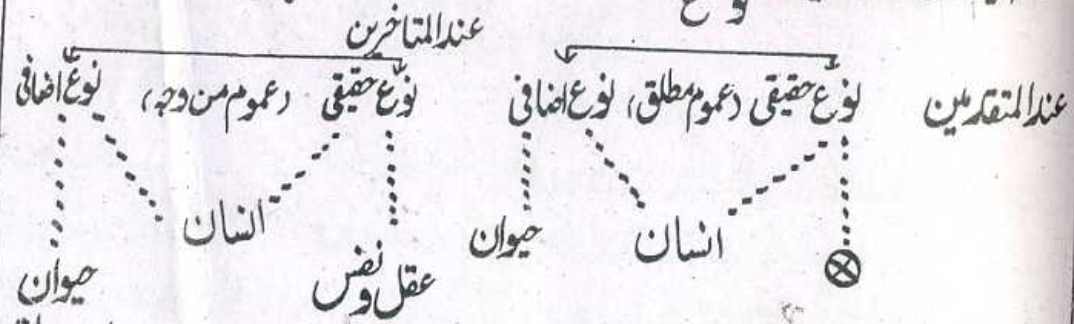 نوع
عندالمتاخرین
عندالمتقدمین نوع حقیقی (عموم مطلق) نوع اضافی نوع حقیقی (عموم من وجہ) نوع اضافی
انسان حیوان انسان
عقل ونفس حیوان